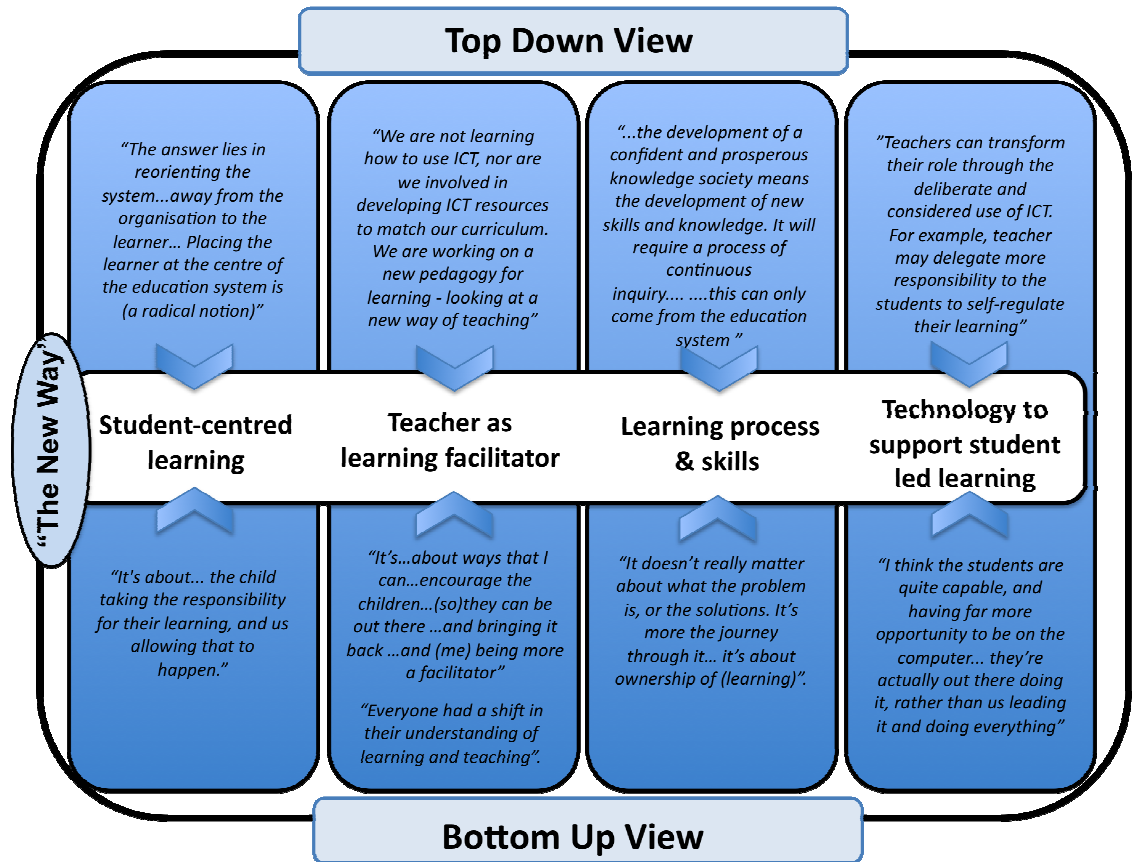 Top Down View
“The answer lies in
reorienting the
system...away from the
organisation to the
learner... Placing the
learner at the centre of
the education system is
(a radical notion)”
“We are not learning
how to use ICT, nor are
we involved in
developing ICT resources
to match our curriculum.
We are working on a
new pedagogy for
learning - looking at a
new way of teaching”
“...the development of a
confident and prosperous
knowledge society means
the development of new
skills and knowledge. It will
require a process of
continuous
inquiry.... ....this can only
come from the education
system ”
”Teachers can transform
their role through the
deliberate and
considered use of ICT.
For example, teacher
may delegate more
responsibility to the
students to self-regulate
their learning”
“The New Way”
Student-centred
learning
Teacher as
learning facilitator
Learning process
& skills
Technology to
support student
led learning
“It's about... the child
taking the responsibility
for their learning, and us
allowing that to
happen.”
“It’s…about ways that I
can…encourage the
children…(so)they can be
out there …and bringing it
back …and (me) being more
a facilitator”
“Everyone had a shift in
their understanding of
learning and teaching”.
“It doesn’t really matter
about what the problem
is, or the solutions. It’s
more the journey
through it… it’s about
ownership of (learning)”.
“I think the students are
quite capable, and
having far more
opportunity to be on the
computer... they’re
actually out there doing
it, rather than us leading
it and doing everything”
Bottom Up View